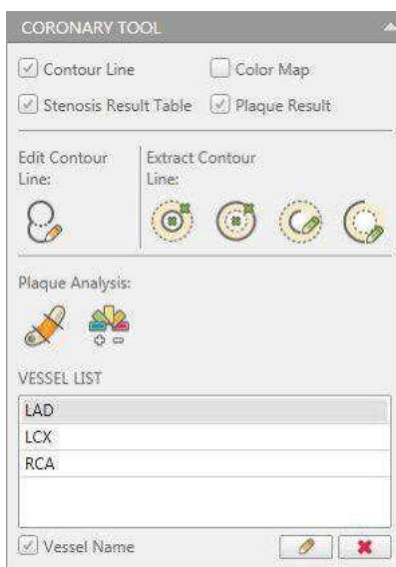 CORONARY TOOL
Contour Line
Color Map
Stenosis Result Table
Plaque Result
Edit Contour
Line:
Extract Contour
Line:
Plaque Analysis:
VESSEL LIST
LAD
LCX
RCA
Vessel Name